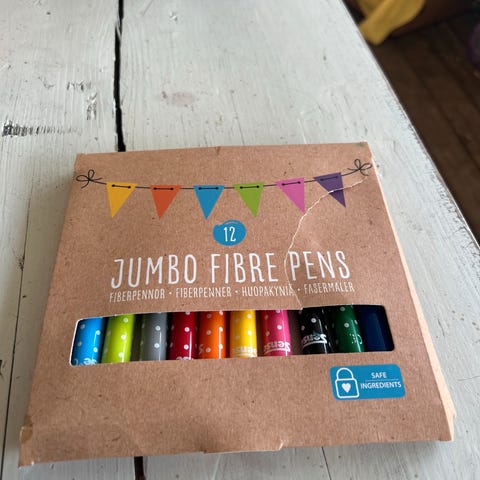 12
JUMBO FIBRE PENS
FIBERPENNOR • FIBERPENNER • HUOPAKYNIÄ • FASERMALER
SAFE
INGREDIENTS